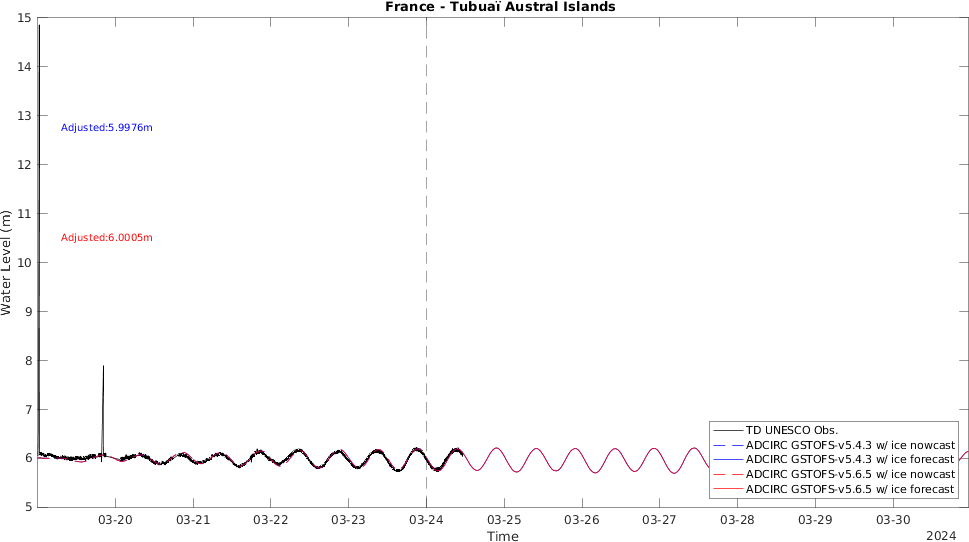 France - Tubuaï Austral Islands
15
14
13
12
11
10
9
8
7
6
5
Water Level (m)
Adjusted:5.9976m
Adjusted:6.0005m
TD UNESCO Obs.
ADCIRC GSTOFS-v5.4.3 w/ ice nowcast
ADCIRC GSTOFS-v5.4.3 w/ ice forecast
ADCIRC GSTOFS-v5.6.5 w/ ice nowcast
ADCIRC GSTOFS-v5.6.5 w/ ice forecast
03-20 03-21 03-22 03-23 03-24 03-25 03-26 03-27 03-28 03-29 03-30
Time
2024